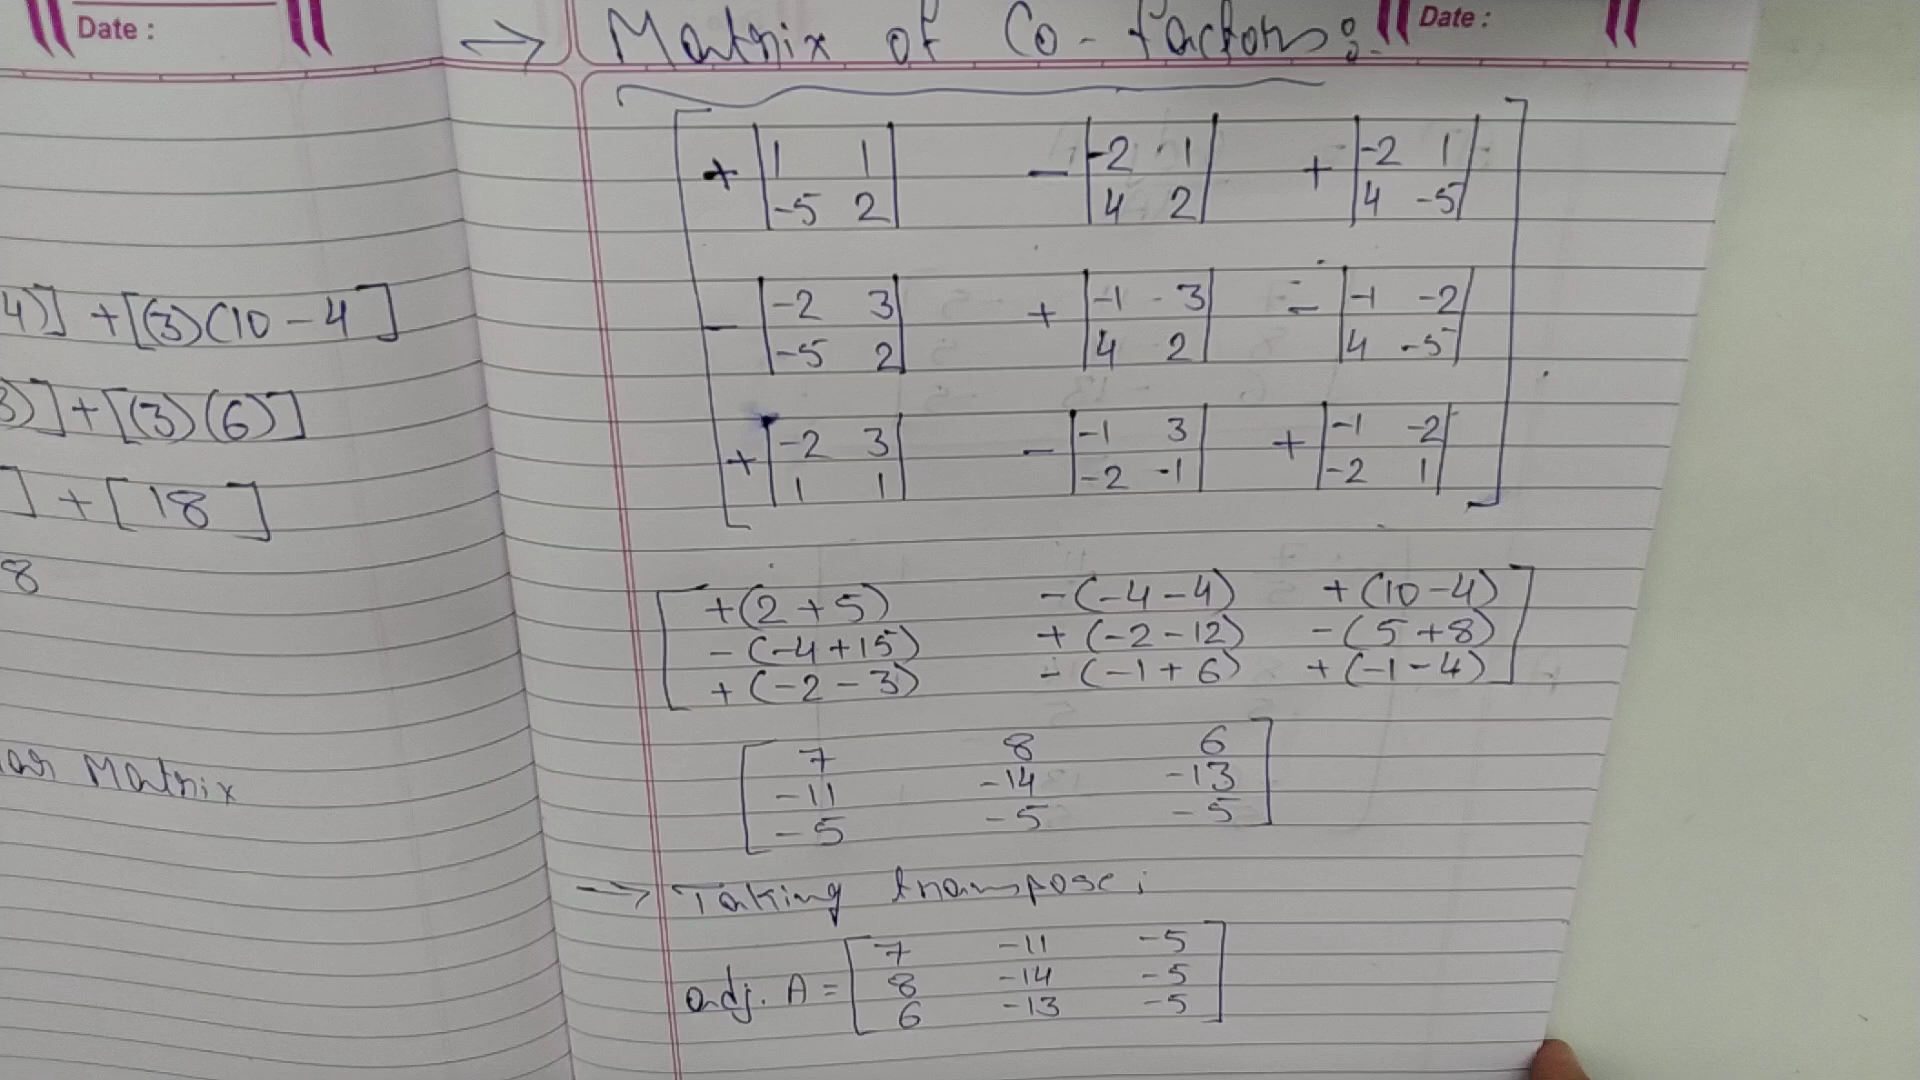 Date :
4)] + [(3)(10 - 4]
3)] + [(3)(6)]
] + [18]
8
Matrix
→ Matrix of Co-factors:
Date :
+ |1 1| - |-2 1| + |-2 1|
|-5 2| |4 2| |4 -5|
- |-2 3| + |-1 3| - |-1 -2|
|-5 2| |4 2| |4 -5|
+ |-2 3| - |-1 3| + |-1 -2|
|1 1| |-2 -1| |-2 1|
[+(2+5) -(-4-4) +(10-4)]
-(-4+15) +(-2-12) -(5+8)
+(-2-3) -(-1+6) +(-1-4)
[7 8 6]
-11 -14 -13
-5 -5 -5
→ Taking transpose;
[7 -11 -5]
adj. A = 8 -14 -5
6 -13 -5